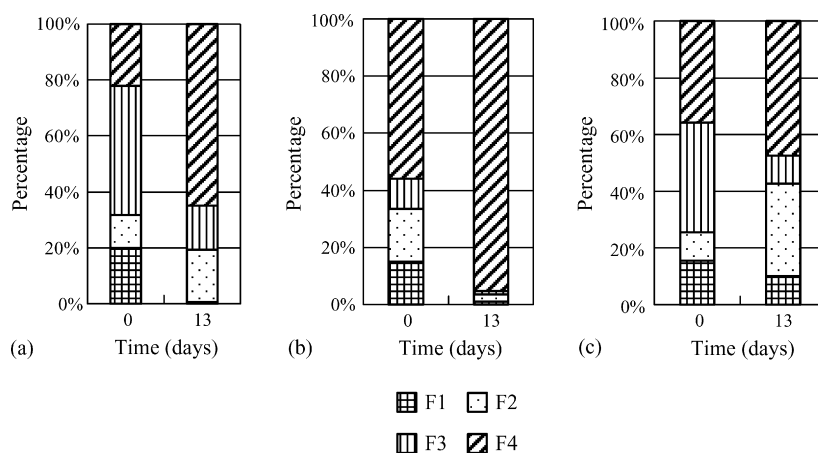 100%
80%
60%
40%
20%
0%
Percentage
0 13
Time (days)
(a)
100%
80%
60%
40%
20%
0%
Percentage
0 13
Time (days)
(b)
100%
80%
60%
40%
20%
0%
Percentage
0 13
Time (days)
(c)
F1 F2
F3 F4